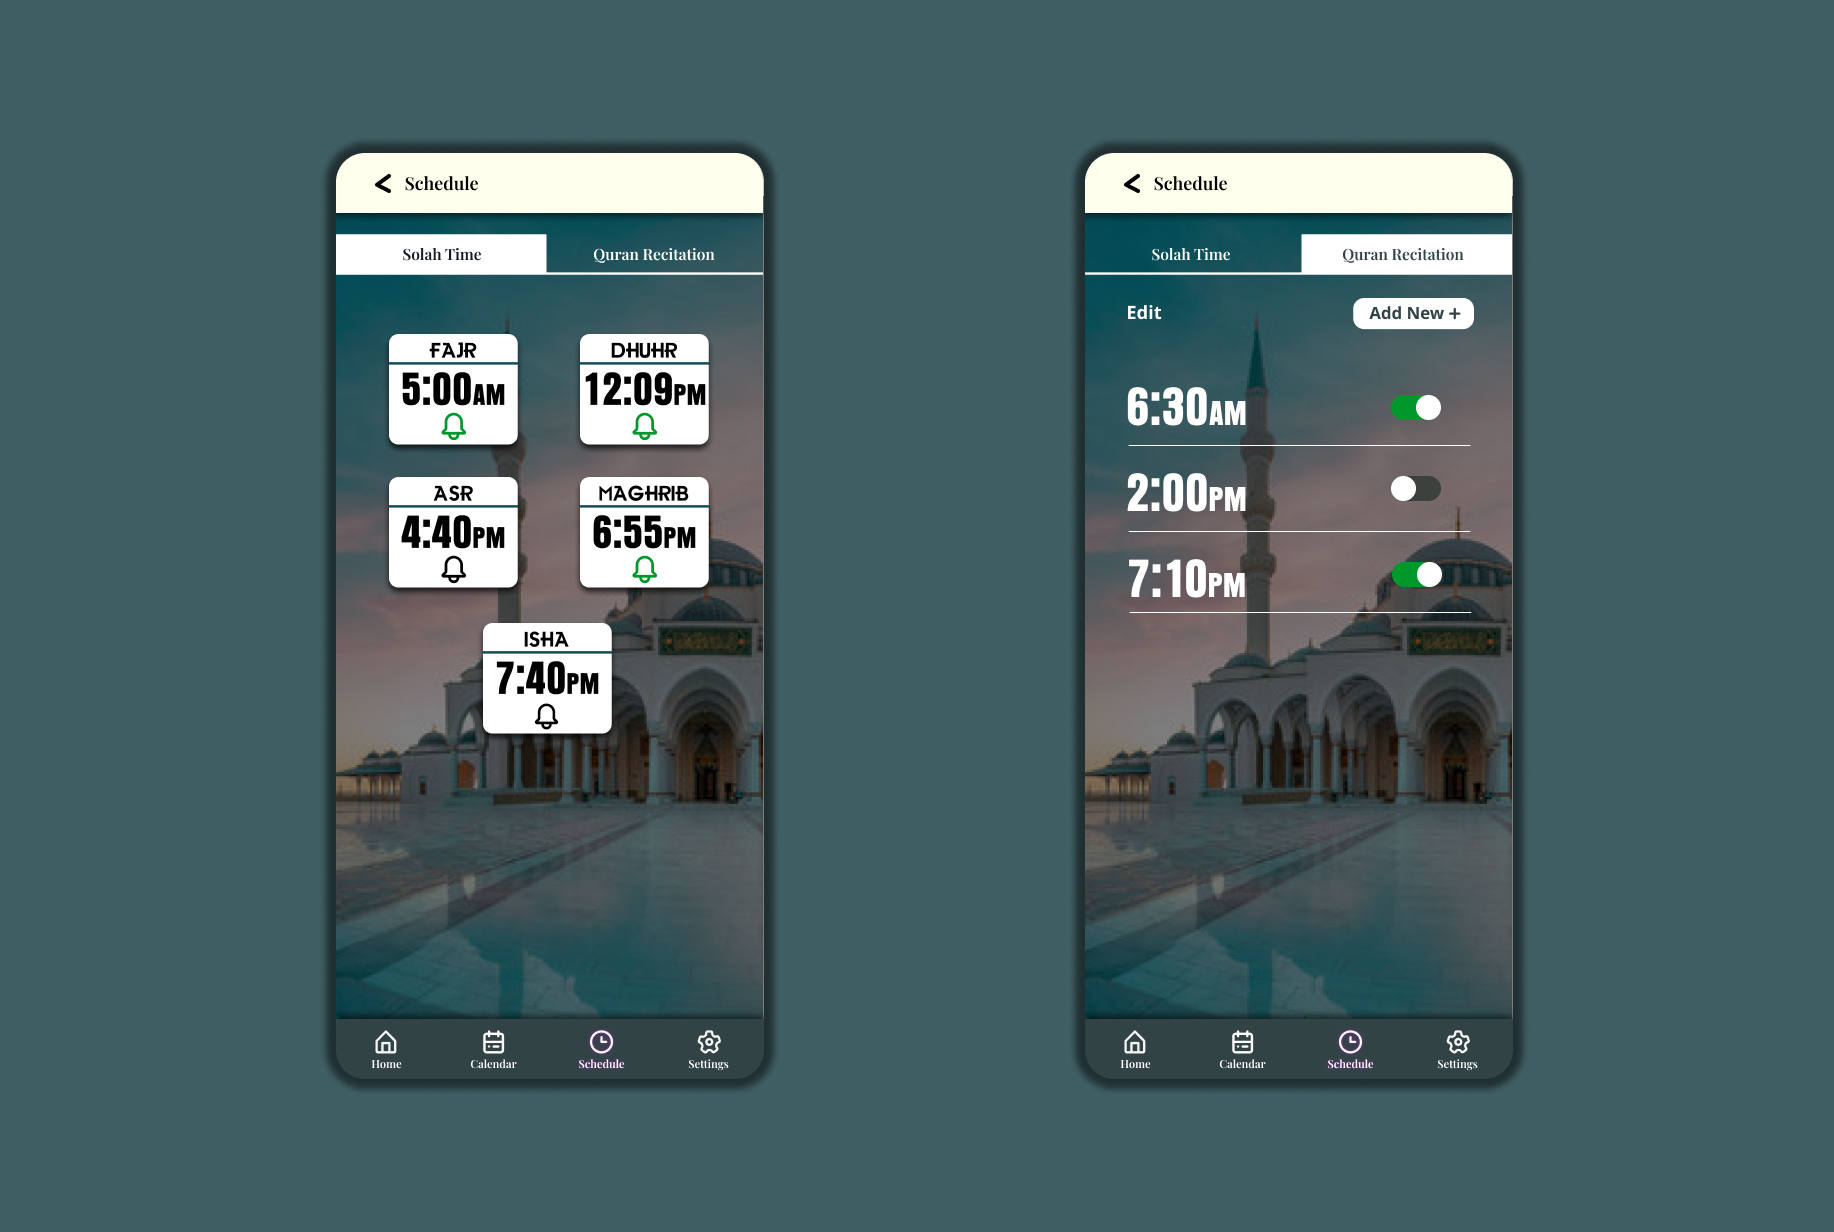 Schedule
Solah Time
Quran Recitation
FAJR
5:00AM
DHUHR
12:09PM
ASR
4:40PM
MAGHRIB
6:55PM
ISHA
7:40PM
Home
Calendar
Schedule
Settings
Schedule
Solah Time
Quran Recitation
Edit
Add New +
6:30AM
2:00PM
7:10PM
Home
Calendar
Schedule
Settings